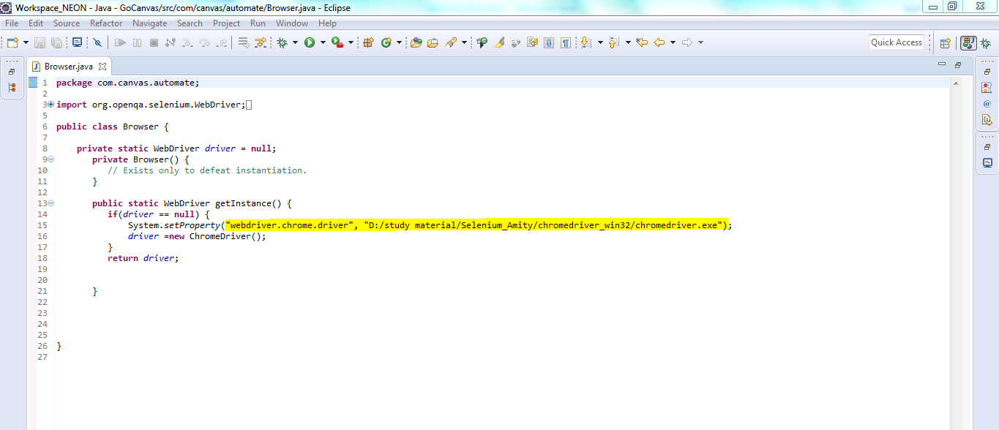 Workspace_NEON - Java - GoCanvas/src/com/canvas/automate/Browser.java - Eclipse
File Edit Source Refactor Navigate Search Project Run Window Help
Quick Access
Browser.java
1 package com.canvas.automate;
2
3 import org.openqa.selenium.WebDriver;
5
6 public class Browser {
7
8 private static WebDriver driver = null;
9 private Browser() {
10 // Exists only to defeat instantiation.
11 }
12
13 public static WebDriver getInstance() {
14 if(driver == null) {
15 System.setProperty("webdriver.chrome.driver", "D:/study material/Selenium_Amity/chromedriver_win32/chromedriver.exe");
16 driver =new ChromeDriver();
17 }
18 return driver;
19
20
21 }
22
23
24
25
26 }
27